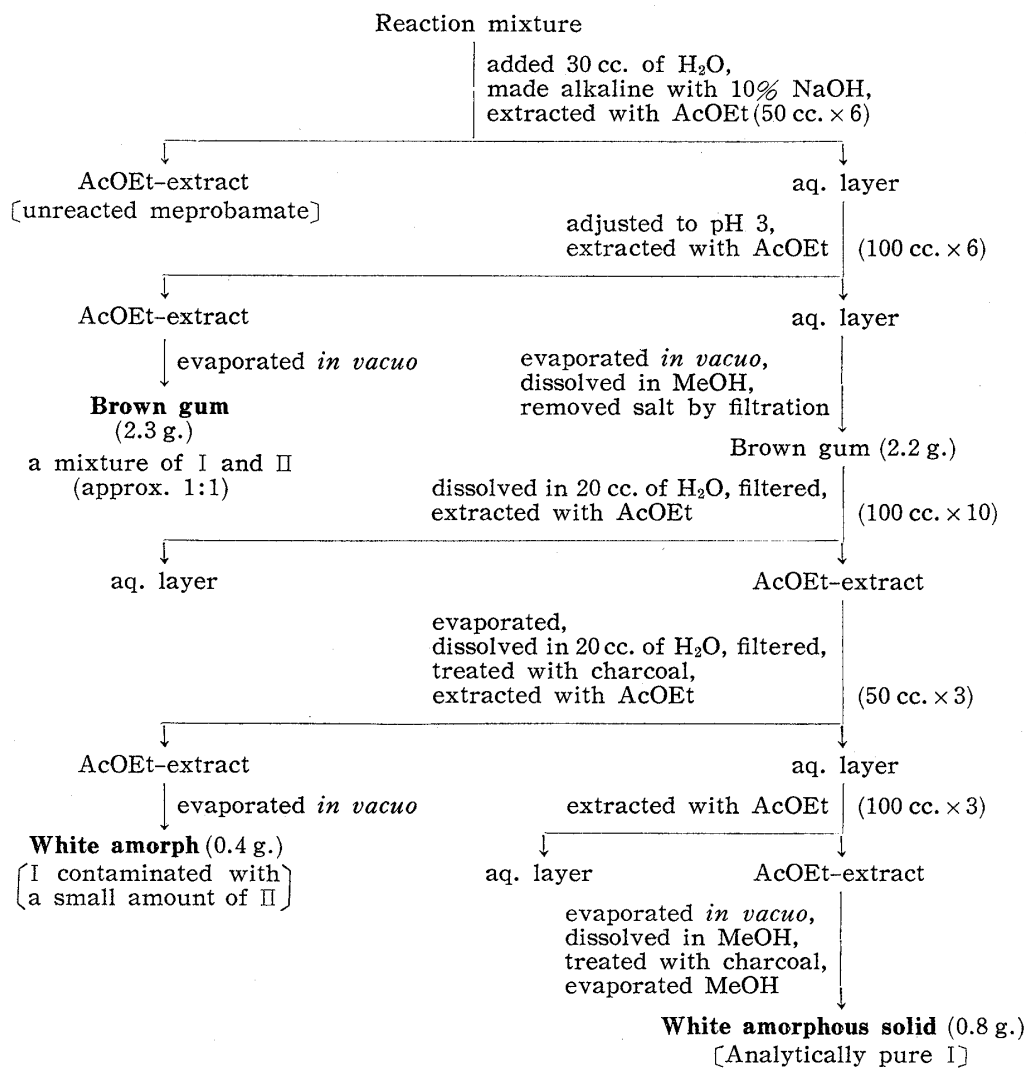 Reaction mixture
added 30 cc. of H₂O,
made alkaline with 10% NaOH,
extracted with AcOEt (50 cc. × 6)
AcOEt-extract
〔unreacted meprobamate〕
aq. layer
adjusted to pH 3,
extracted with AcOEt (100 cc. × 6)
AcOEt-extract
aq. layer
evaporated in vacuo
evaporated in vacuo,
dissolved in MeOH,
removed salt by filtration
Brown gum
(2.3 g.)
a mixture of Ⅰ and Ⅱ
(approx. 1:1)
Brown gum (2.2 g.)
dissolved in 20 cc. of H₂O, filtered,
extracted with AcOEt (100 cc. × 10)
aq. layer
AcOEt-extract
evaporated,
dissolved in 20 cc. of H₂O, filtered,
treated with charcoal,
extracted with AcOEt (50 cc. × 3)
AcOEt-extract
aq. layer
evaporated in vacuo
extracted with AcOEt (100 cc. × 3)
White amorph (0.4 g.)
〔Ⅰ contaminated with
a small amount of Ⅱ〕
aq. layer
AcOEt-extract
evaporated in vacuo,
dissolved in MeOH,
treated with charcoal,
evaporated MeOH
White amorphous solid (0.8 g.)
〔Analytically pure Ⅰ〕